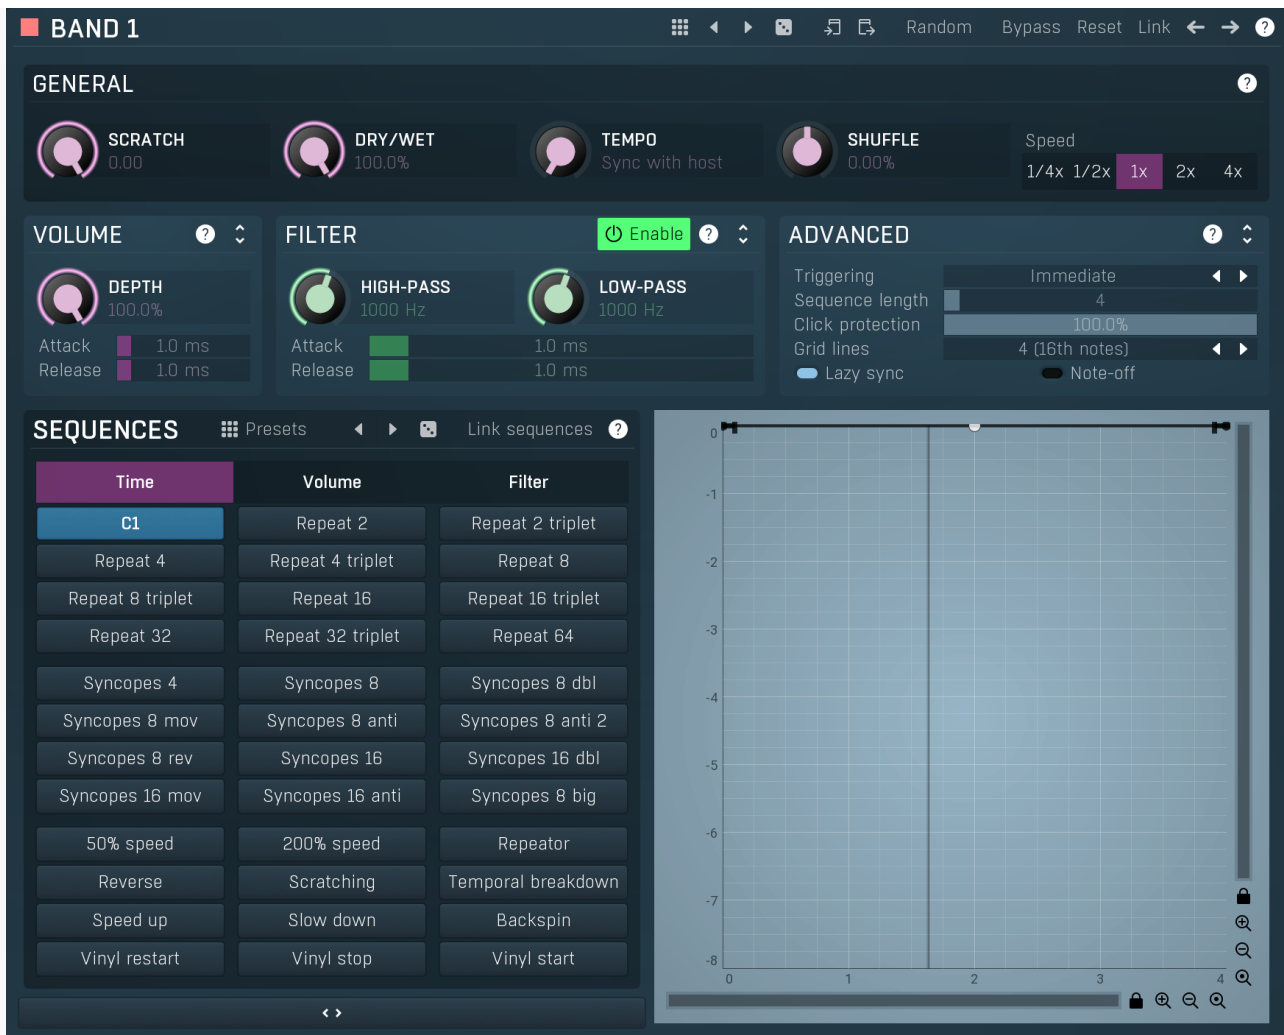 BAND 1 Random Bypass Reset Link ?
GENERAL ?
SCRATCH
0.00
DRY/WET
100.0%
TEMPO
Sync with host
SHUFFLE
0.00%
Speed
1/4x 1/2x 1x 2x 4x
VOLUME ?
DEPTH
100.0%
Attack 1.0 ms
Release 1.0 ms
FILTER Enable ?
HIGH-PASS
1000 Hz
LOW-PASS
1000 Hz
Attack 1.0 ms
Release 1.0 ms
ADVANCED ?
Triggering Immediate
Sequence length 4
Click protection 100.0%
Grid lines 4 (16th notes)
Lazy sync Note-off
SEQUENCES Presets Link sequences ?
Time Volume Filter
C1 Repeat 2 Repeat 2 triplet
Repeat 4 Repeat 4 triplet Repeat 8
Repeat 8 triplet Repeat 16 Repeat 16 triplet
Repeat 32 Repeat 32 triplet Repeat 64
Syncopes 4 Syncopes 8 Syncopes 8 dbl
Syncopes 8 mov Syncopes 8 anti Syncopes 8 anti 2
Syncopes 8 rev Syncopes 16 Syncopes 16 dbl
Syncopes 16 mov Syncopes 16 anti Syncopes 8 big
50% speed 200% speed Repeator
Reverse Scratching Temporal breakdown
Speed up Slow down Backspin
Vinyl restart Vinyl stop Vinyl start
0
-1
-2
-3
-4
-5
-6
-7
-8
0 1 2 3 4